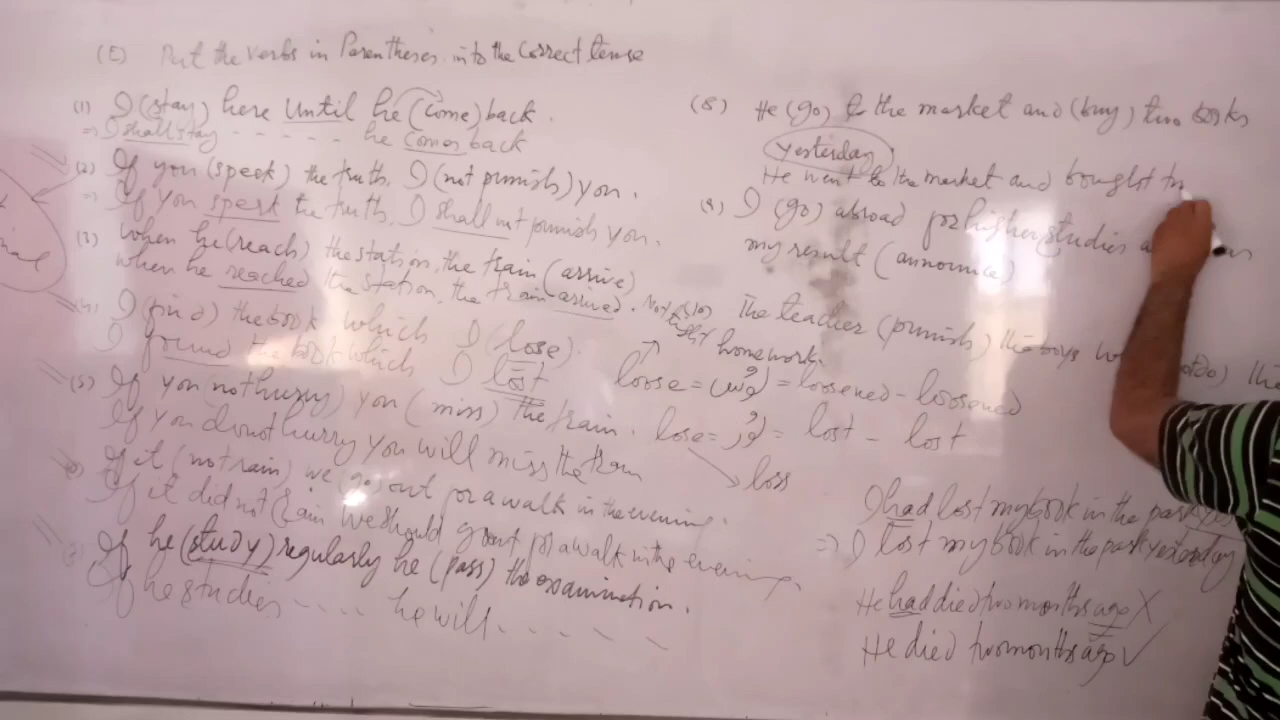 (E) Put the verbs in Parentheses into the Correct tense
(1) I (stay) here until he (come) back.
=> I shall stay - - - - - he comes back
(2) If you (speak) the truth, I (not punish) you.
If you speak the truth, I shall not punish you.
(3) When he (reach) the station, the train (arrive)
When he reached the station, the train arrived.
(4) I (find) the book which I (lose).
I found the book which I lost
(5) If you (not hurry) you (miss) the train.
If you do not hurry you will miss the train
(6) If it (not rain) we (go) out for a walk in the evening.
If it did not rain we should go out for a walk in the evening.
(7) If he (study) regularly he (pass) the examination.
If he studies - - - - he will - - - - -
(8) He (go) to the market and (buy) two books
yesterday
He went to the market and bought
(9) I (go) abroad for higher studies
my result (announce)
(10) The teacher (punish) the boys
homework.
loose = = loosened - loosened
lose = = lost - lost
loss
I had lost my book in the park
=> I lost my book in the park yesterday
He had died two months ago X
He died two months ago ✓